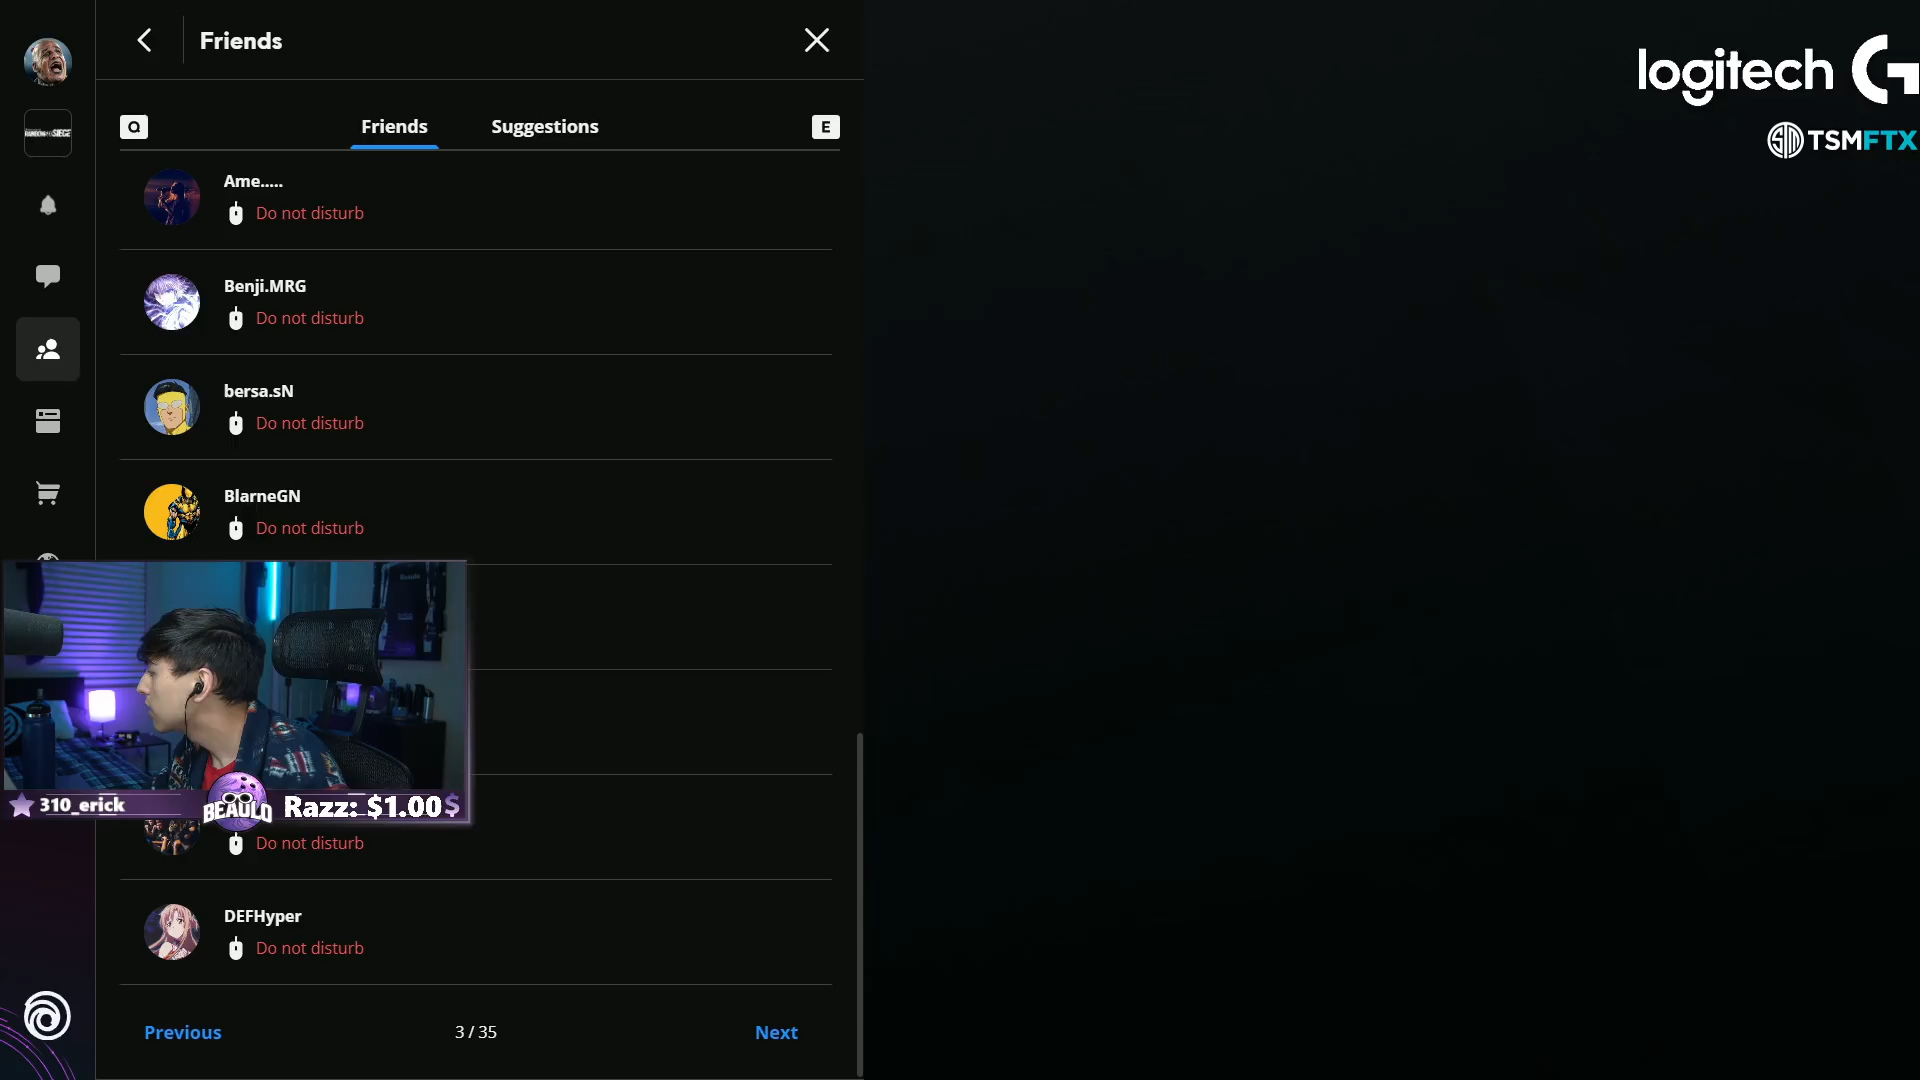 Friends
logitech G
TSMFTX
Q
Friends
Suggestions
E
Ame.....
Do not disturb
Benji.MRG
Do not disturb
bersa.sN
Do not disturb
BlarneGN
Do not disturb
310_erick
BEAULO
Razz: $1.00$
Do not disturb
DEFHyper
Do not disturb
Previous
3 / 35
Next